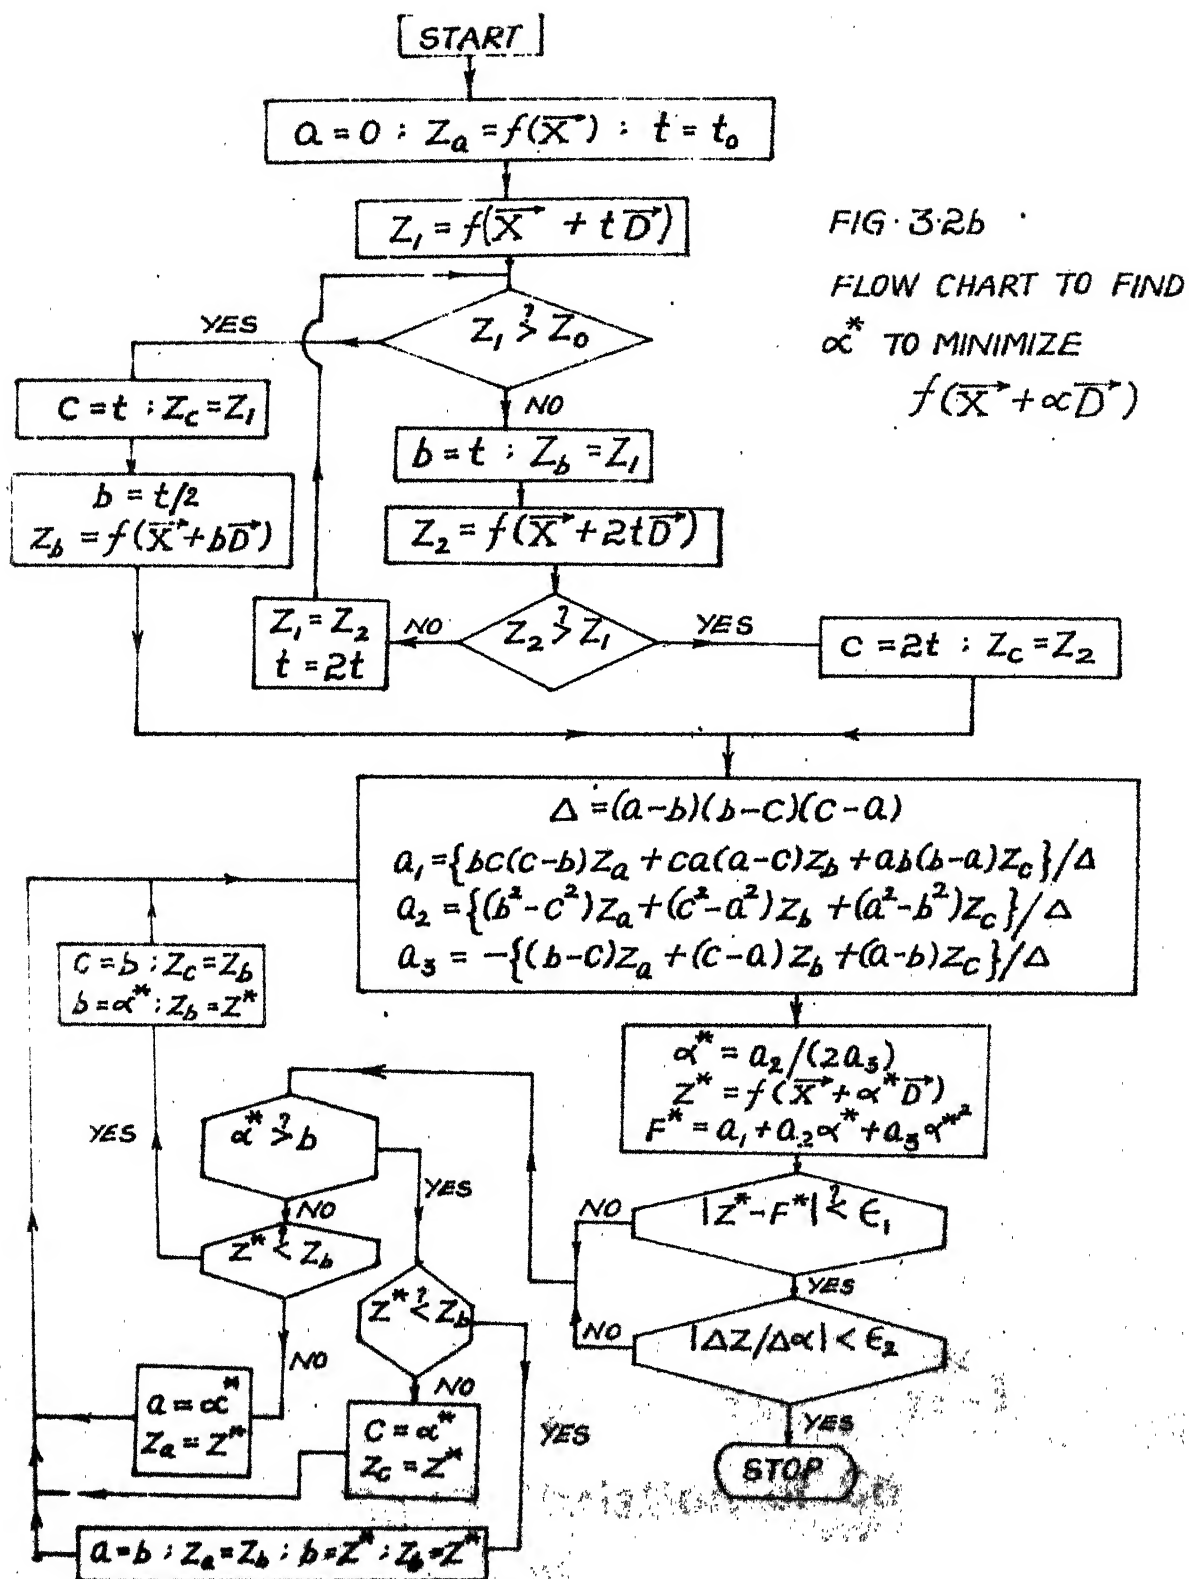 START
a = 0 : Z_a = f(X⃗) : t = t_0
Z_1 = f(X⃗ + tD⃗)
FIG. 3.2b
FLOW CHART TO FIND
α* TO MINIMIZE
f(X⃗ + αD⃗)
Z_1 >? Z_0
YES
NO
C = t ; Z_c = Z_1
b = t/2
Z_b = f(X⃗ + bD⃗)
b = t : Z_b = Z_1
Z_2 = f(X⃗ + 2tD⃗)
Z_2 >? Z_1
NO
YES
Z_1 = Z_2
t = 2t
C = 2t : Z_c = Z_2
Δ = (a-b)(b-c)(c-a)
a_1 = {bc(c-b)Z_a + ca(a-c)Z_b + ab(b-a)Z_c}/Δ
a_2 = {(b²-c²)Z_a + (c²-a²)Z_b + (a²-b²)Z_c}/Δ
a_3 = -{(b-c)Z_a + (c-a)Z_b + (a-b)Z_c}/Δ
α* = a_2/(2a_3)
Z* = f(X⃗ + α*D⃗)
F* = a_1 + a_2α* + a_3α*²
|Z* - F*| <? ε_1
NO
YES
|ΔZ/Δα| < ε_2
NO
YES
STOP
α* >? b
YES
NO
Z* <? Z_b
YES
NO
C = b ; Z_c = Z_b
b = α* ; Z_b = Z*
a = α*
Z_a = Z*
Z* <? Z_b
NO
YES
C = α*
Z_c = Z*
a = b ; Z_a = Z_b ; b = Z* ; Z_b = Z*